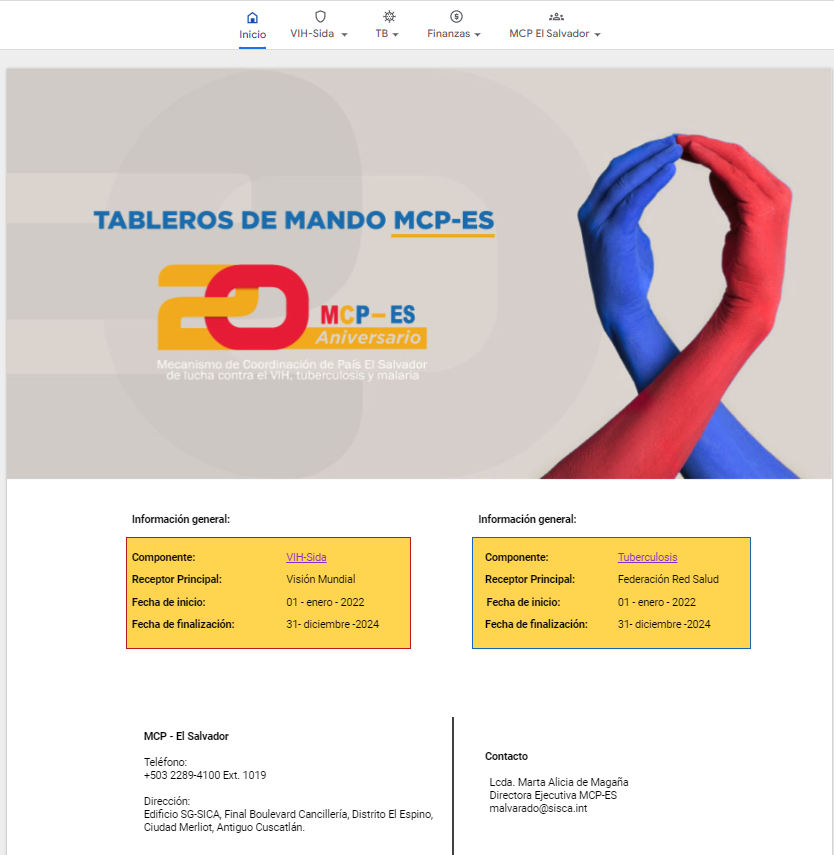 Inicio
VIH-Sida
TB
Finanzas
MCP El Salvador
TABLEROS DE MANDO MCP-ES
20
MCP – ES
Aniversario
Mecanismo de Coordinación de País El Salvador
de lucha contra el VIH, tuberculosis y malaria
Información general:
Componente: VIH-Sida
Receptor Principal: Visión Mundial
Fecha de inicio: 01 - enero - 2022
Fecha de finalización: 31- diciembre -2024
Información general:
Componente: Tuberculosis
Receptor Principal: Federación Red Salud
Fecha de inicio: 01 - enero - 2022
Fecha de finalización: 31- diciembre -2024
MCP - El Salvador
Teléfono:
+503 2289-4100 Ext. 1019
Dirección:
Edificio SG-SICA, Final Boulevard Cancillería, Distrito El Espino,
Ciudad Merliot, Antiguo Cuscatlán.
Contacto
Lcda. Marta Alicia de Magaña
Directora Ejecutiva MCP-ES
malvarado@sisca.int